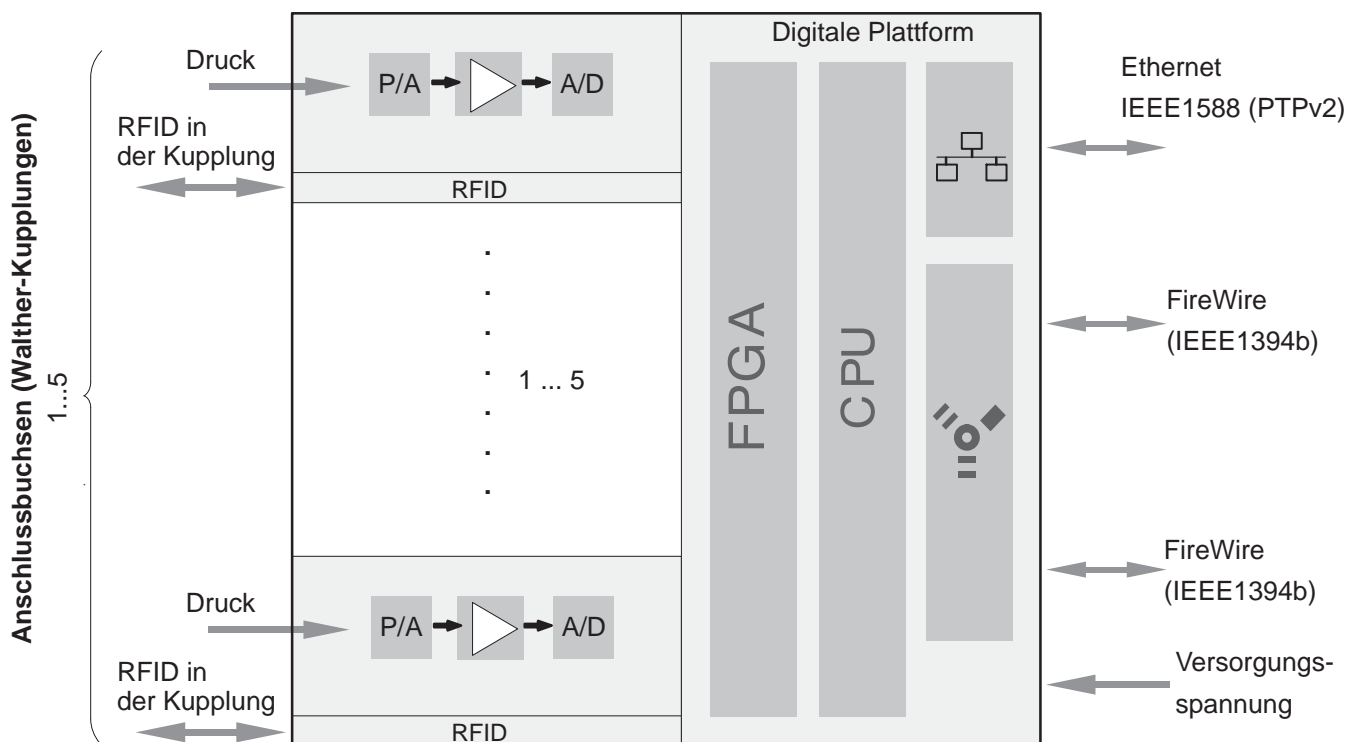 Anschlussbuchsen (Walther-Kupplungen)
1...5
Druck
RFID in
der Kupplung
P/A
A/D
RFID
1 ... 5
Druck
RFID in
der Kupplung
P/A
A/D
RFID
Digitale Plattform
FPGA
CPU
Ethernet
IEEE1588 (PTPv2)
FireWire
(IEEE1394b)
FireWire
(IEEE1394b)
Versorgungs-
spannung